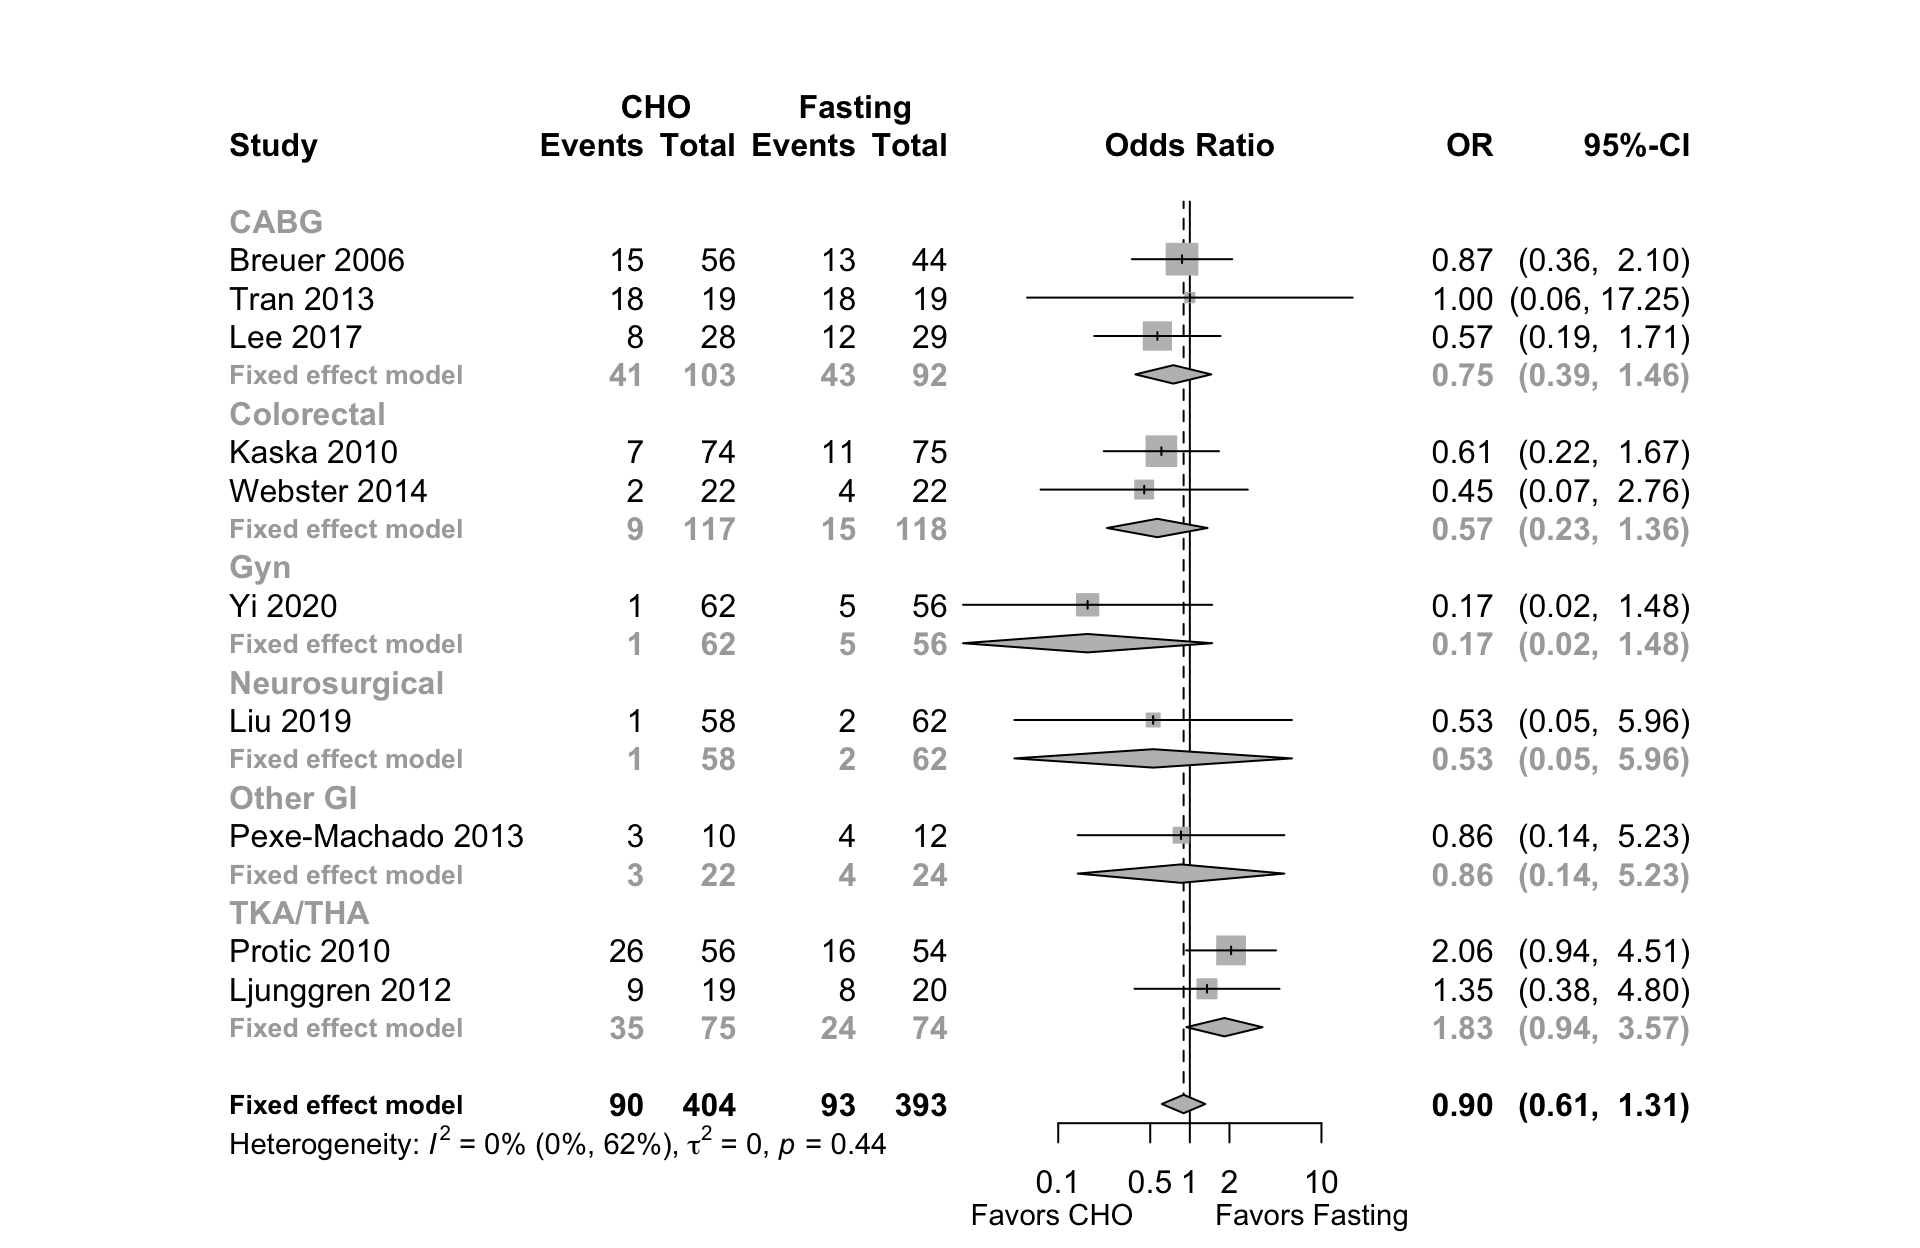 CHO Fasting
Study Events Total Events Total Odds Ratio OR 95%-CI
CABG
Breuer 2006 15 56 13 44 0.87 (0.36, 2.10)
Tran 2013 18 19 18 19 1.00 (0.06, 17.25)
Lee 2017 8 28 12 29 0.57 (0.19, 1.71)
Fixed effect model 41 103 43 92 0.75 (0.39, 1.46)
Colorectal
Kaska 2010 7 74 11 75 0.61 (0.22, 1.67)
Webster 2014 2 22 4 22 0.45 (0.07, 2.76)
Fixed effect model 9 117 15 118 0.57 (0.23, 1.36)
Gyn
Yi 2020 1 62 5 56 0.17 (0.02, 1.48)
Fixed effect model 1 62 5 56 0.17 (0.02, 1.48)
Neurosurgical
Liu 2019 1 58 2 62 0.53 (0.05, 5.96)
Fixed effect model 1 58 2 62 0.53 (0.05, 5.96)
Other GI
Pexe-Machado 2013 3 10 4 12 0.86 (0.14, 5.23)
Fixed effect model 3 22 4 24 0.86 (0.14, 5.23)
TKA/THA
Protic 2010 26 56 16 54 2.06 (0.94, 4.51)
Ljunggren 2012 9 19 8 20 1.35 (0.38, 4.80)
Fixed effect model 35 75 24 74 1.83 (0.94, 3.57)
Fixed effect model 90 404 93 393 0.90 (0.61, 1.31)
Heterogeneity: I² = 0% (0%, 62%), τ² = 0, p = 0.44
0.1 0.5 1 2 10
Favors CHO Favors Fasting